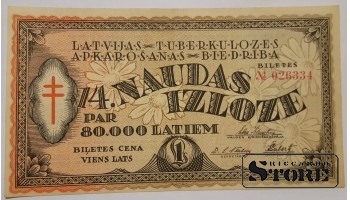 LATVIJAS TUBERKULOZES
APKAROŠANAS BIEDRIBA
BILETES
№ 026334
14. NAUDAS
IZLOZE
PAR
80.000 LATIEM
BILETES CENA
VIENS LATS
1
STORE